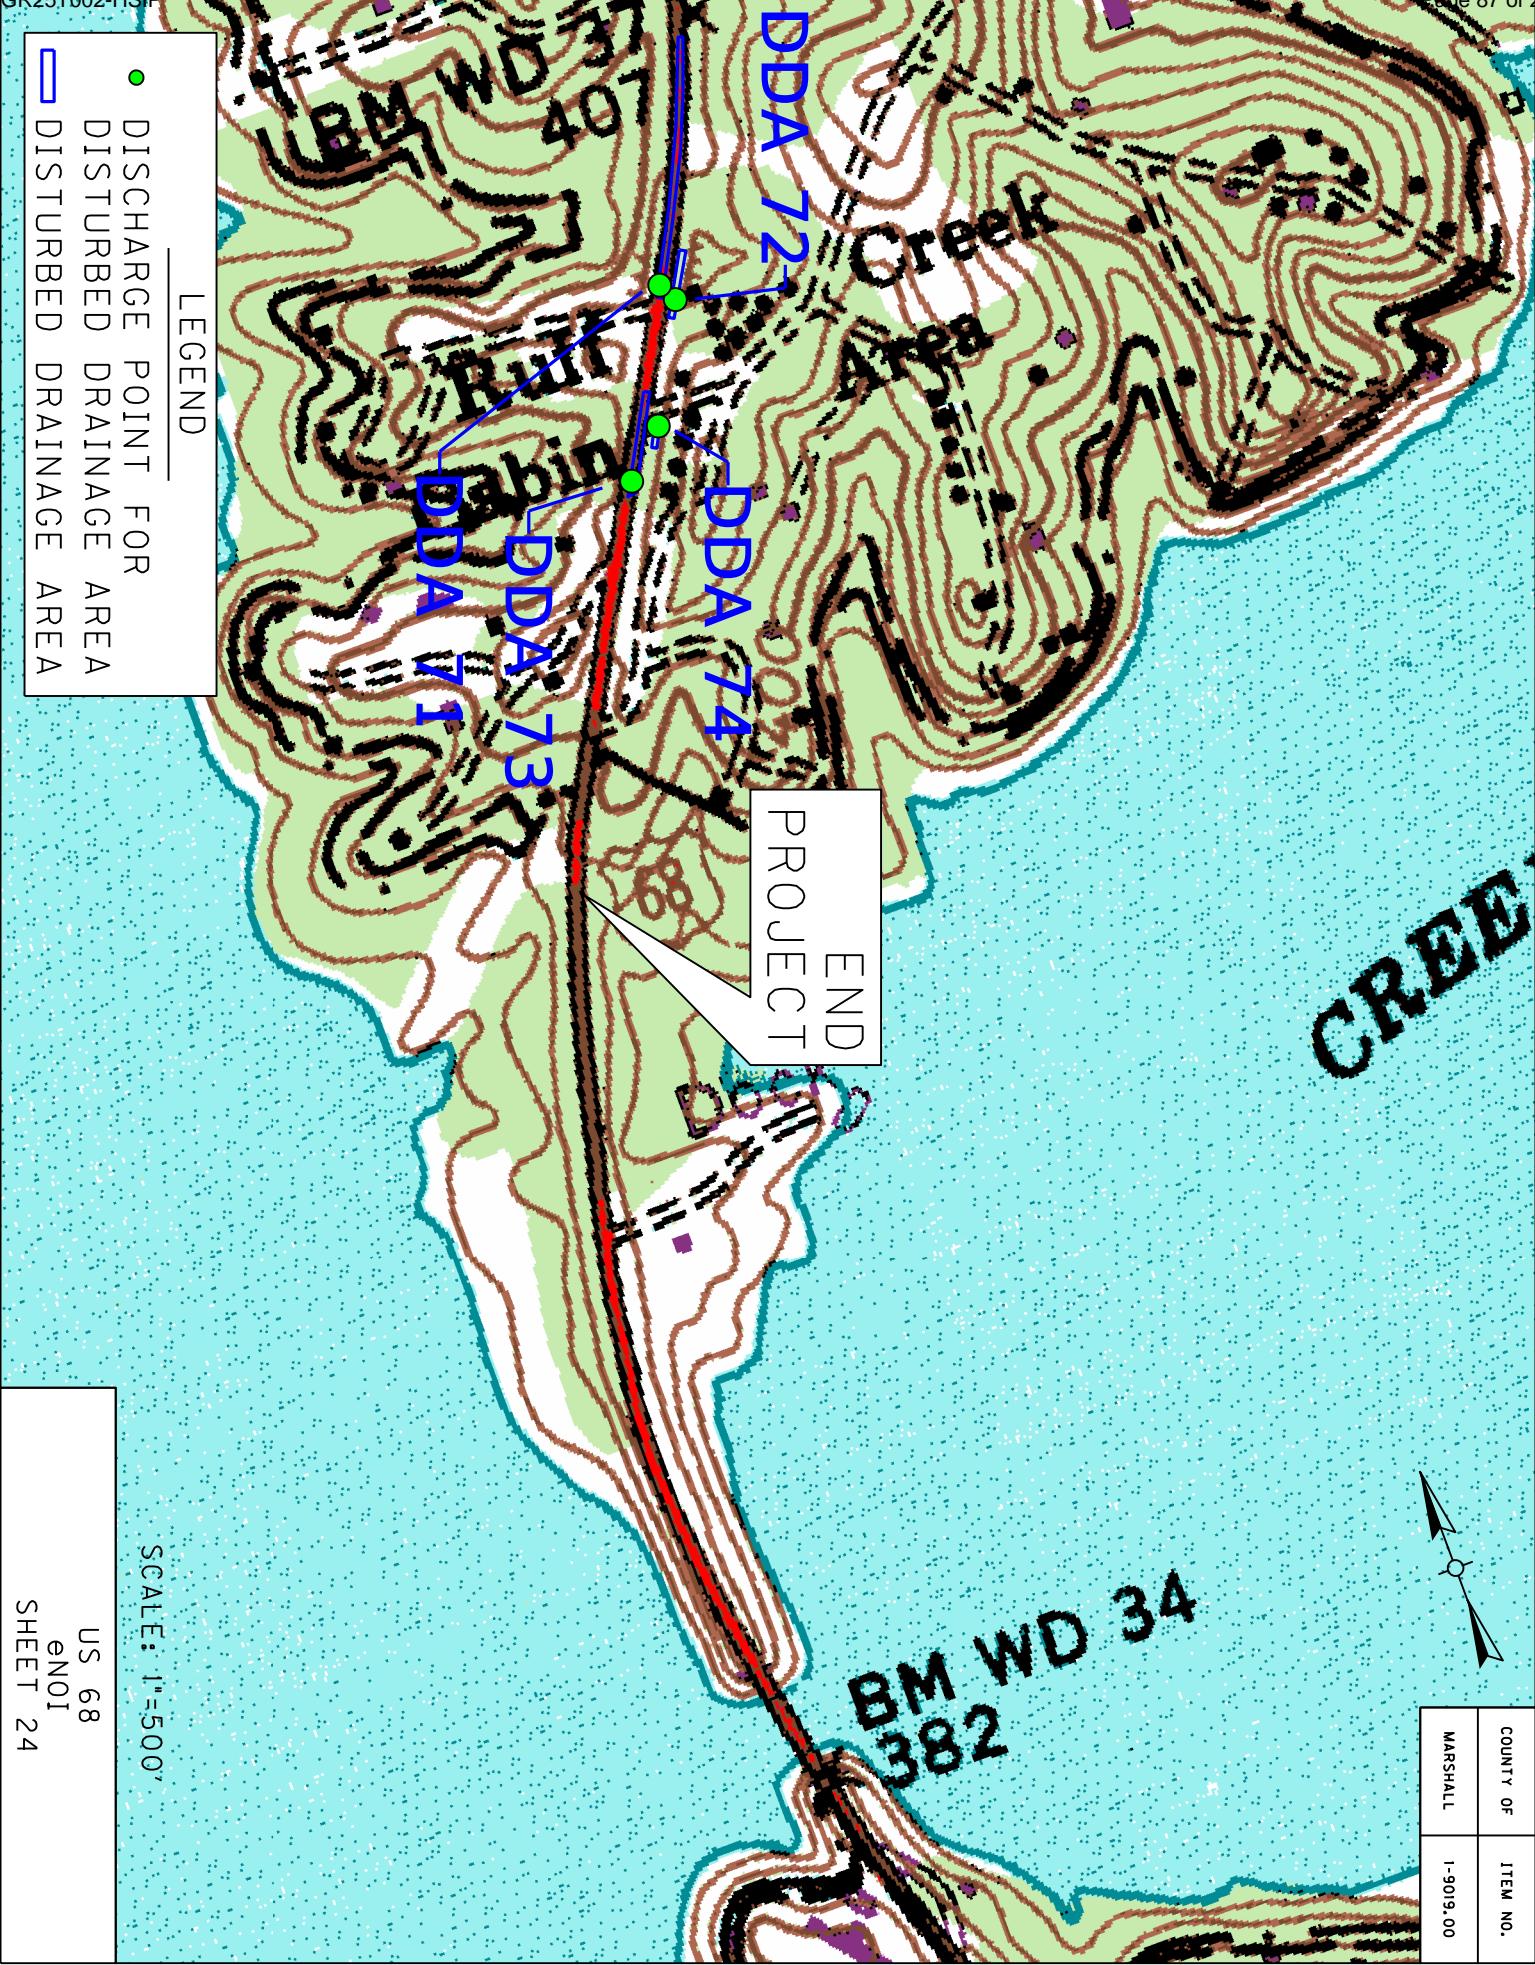 COUNTY OF
ITEM NO.
MARSHALL
1-9019.00
DDA 72
DDA 74
DDA 73
DDA 71
BM WD 37
407
Cabin Run
Creek
Area
68
END
PROJECT
BM WD 34
382
LEGEND
DISCHARGE POINT FOR
DISTURBED DRAINAGE AREA
DISTURBED DRAINAGE AREA
SCALE: 1"=500'
US 68
eNOI
SHEET 24